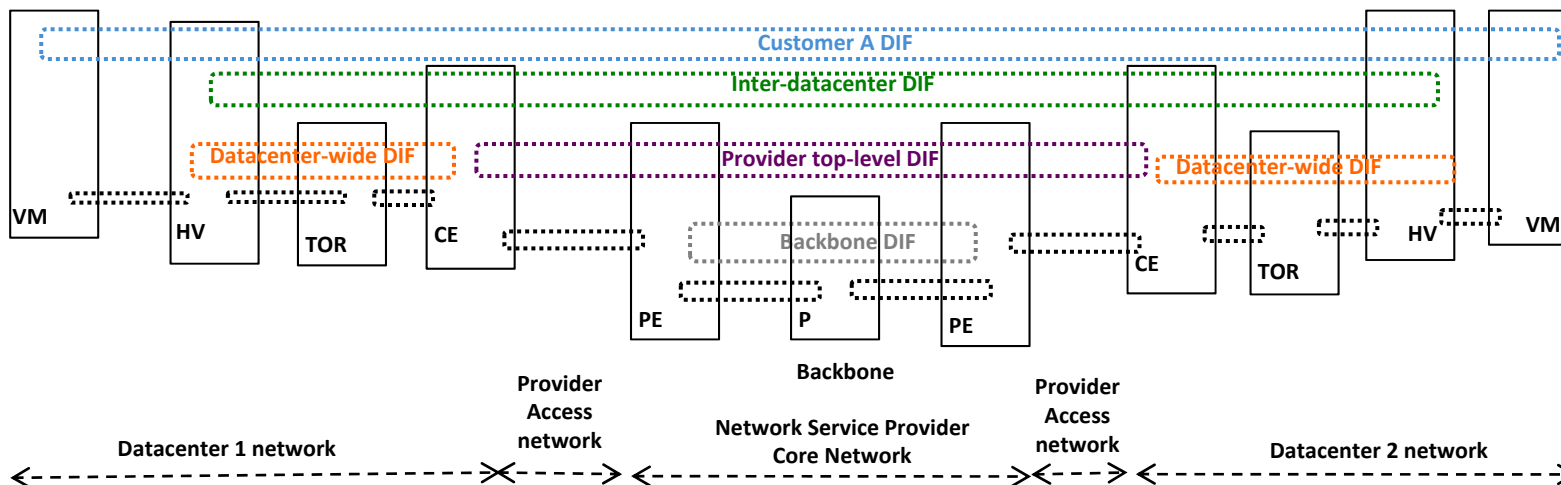 Customer A DIF
Inter-datacenter DIF
Datacenter-wide DIF
Provider top-level DIF
Datacenter-wide DIF
VM
HV
TOR
CE
Backbone DIF
CE
TOR
HV
VM
PE
P
PE
Backbone
Provider
Access
network
Provider
Access
network
Datacenter 1 network
Network Service Provider
Core Network
Datacenter 2 network